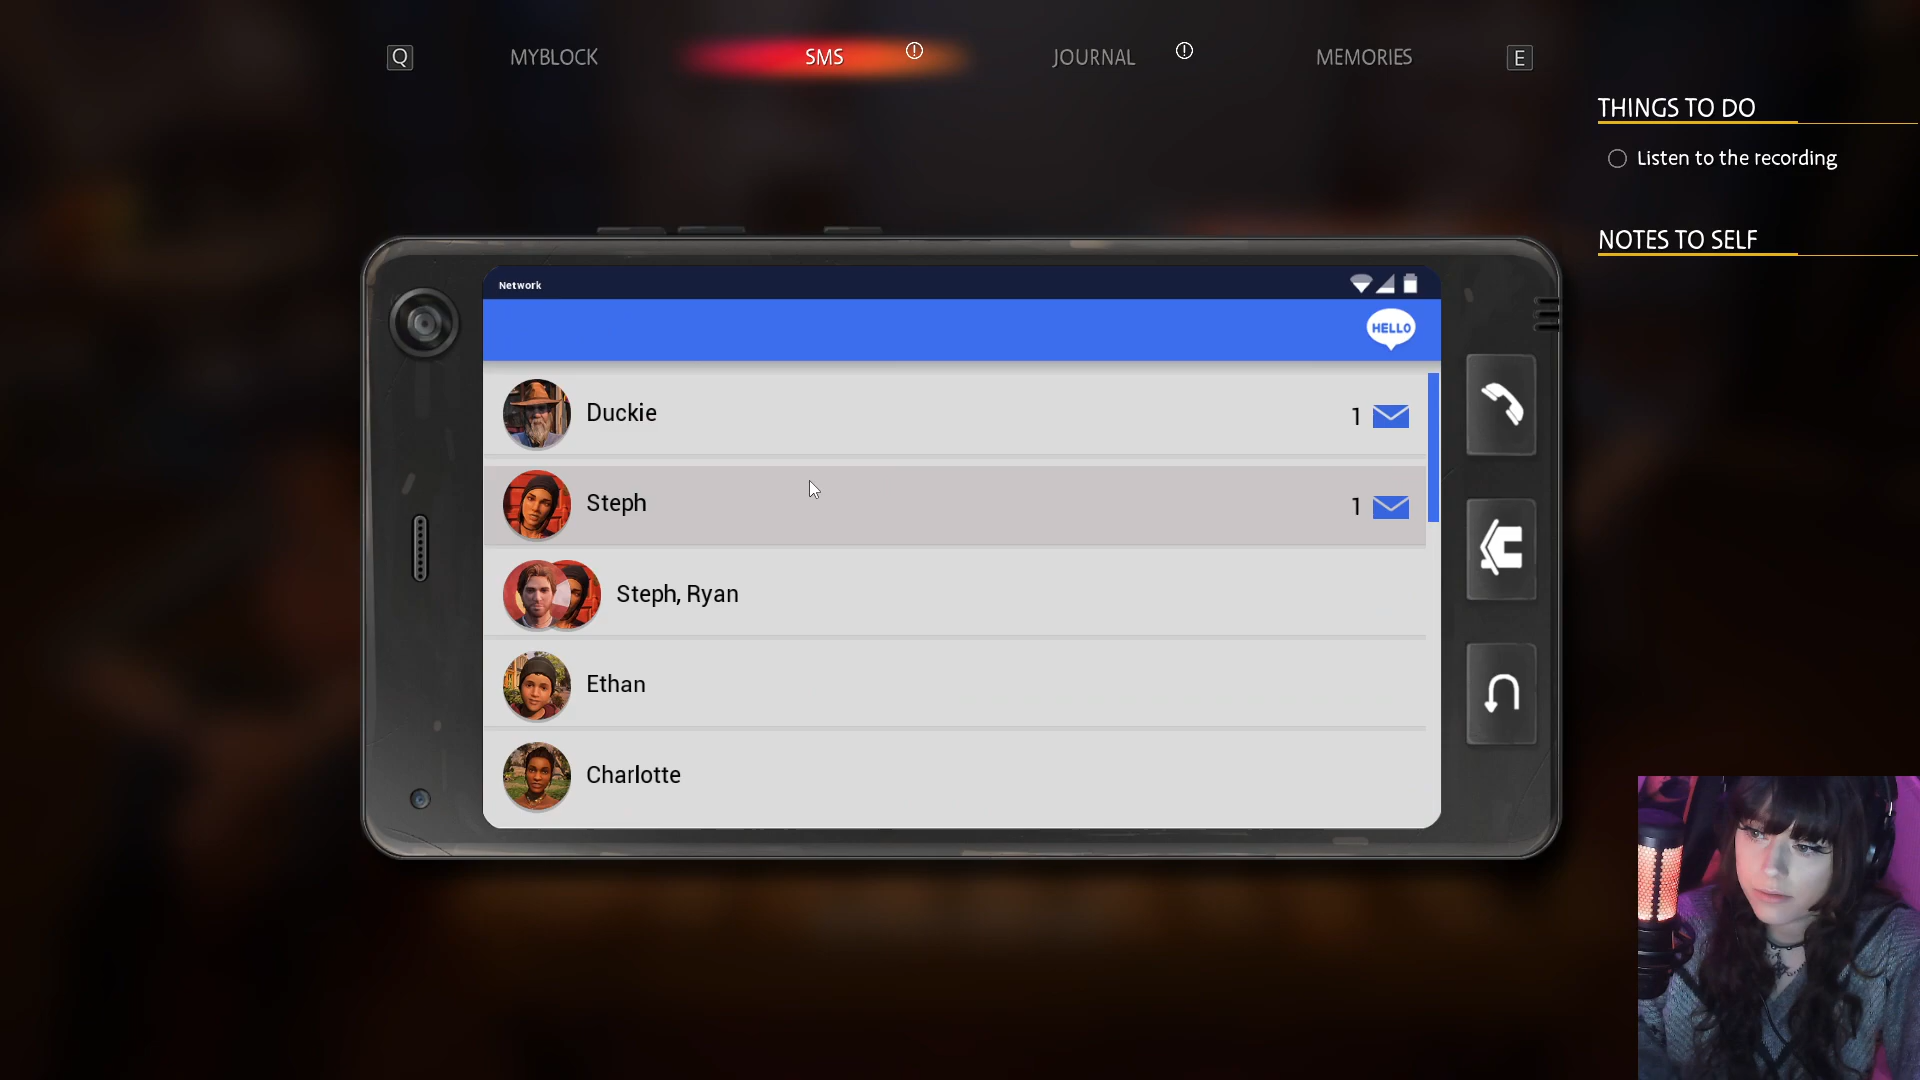 Q
MYBLOCK
SMS
!
JOURNAL
!
MEMORIES
E
THINGS TO DO
Listen to the recording
NOTES TO SELF
Network
HELLO
Duckie
1
Steph
1
Steph, Ryan
Ethan
Charlotte